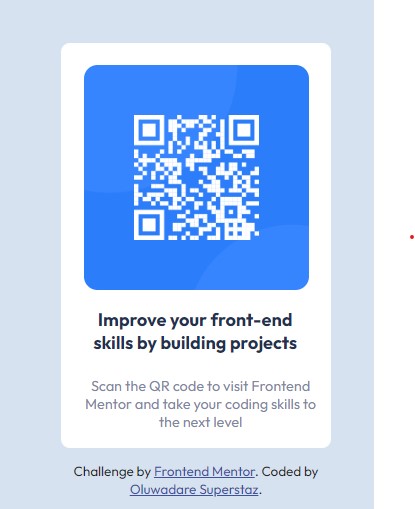 Improve your front-end
skills by building projects
Scan the QR code to visit Frontend
Mentor and take your coding skills to
the next level
Challenge by Frontend Mentor. Coded by
Oluwadare Superstaz.